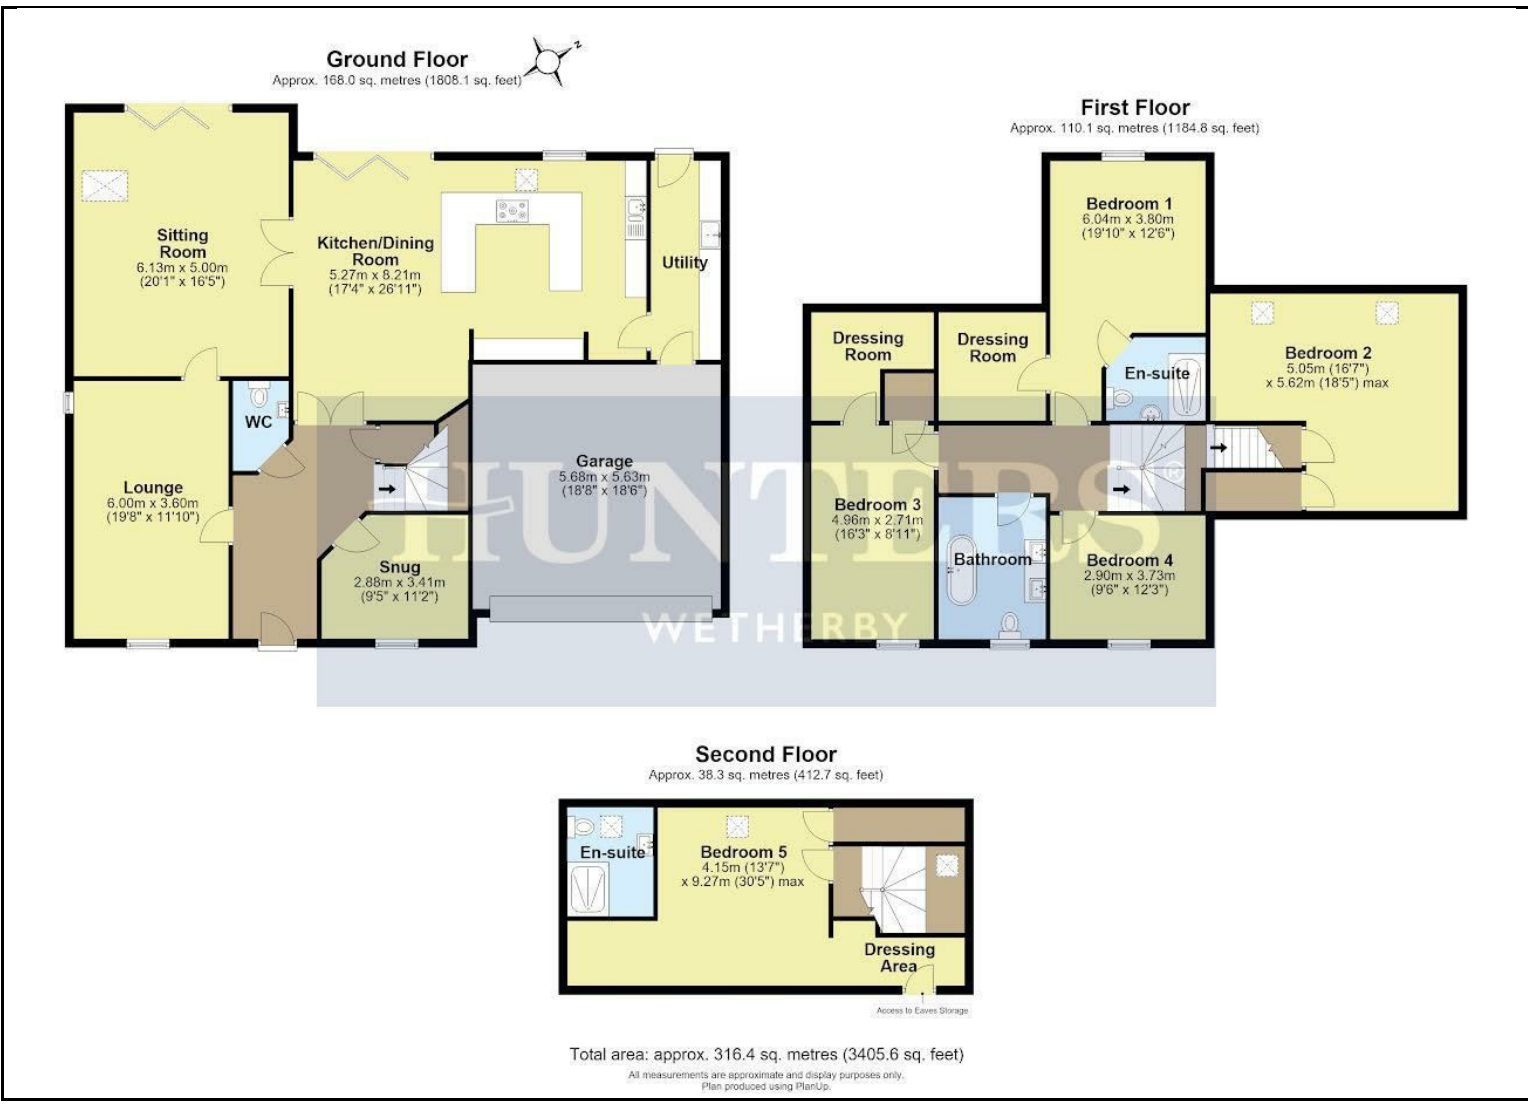 Ground Floor
Approx. 168.0 sq. metres (1808.1 sq. feet)
N
Sitting
Room
6.13m x 5.00m
(20'1" x 16'5")
Kitchen/Dining
Room
5.27m x 8.21m
(17'4" x 26'11")
Utility
WC
Lounge
6.00m x 3.60m
(19'8" x 11'10")
Garage
5.68m x 5.63m
(18'8" x 18'6")
Snug
2.88m x 3.41m
(9'5" x 11'2")
First Floor
Approx. 110.1 sq. metres (1184.8 sq. feet)
Bedroom 1
6.04m x 3.80m
(19'10" x 12'6")
Dressing
Room
Dressing
Room
En-suite
Bedroom 2
5.05m (16'7")
x 5.62m (18'5") max
Bedroom 3
4.96m x 2.71m
(16'3" x 8'11")
Bathroom
Bedroom 4
2.90m x 3.73m
(9'6" x 12'3")
HUNTERS®
WETHERBY
Second Floor
Approx. 38.3 sq. metres (412.7 sq. feet)
En-suite
Bedroom 5
4.15m (13'7")
x 9.27m (30'5") max
Dressing
Area
Access to Eaves Storage
Total area: approx. 316.4 sq. metres (3405.6 sq. feet)
All measurements are approximate and display purposes only.
Plan produced using PlanUp.